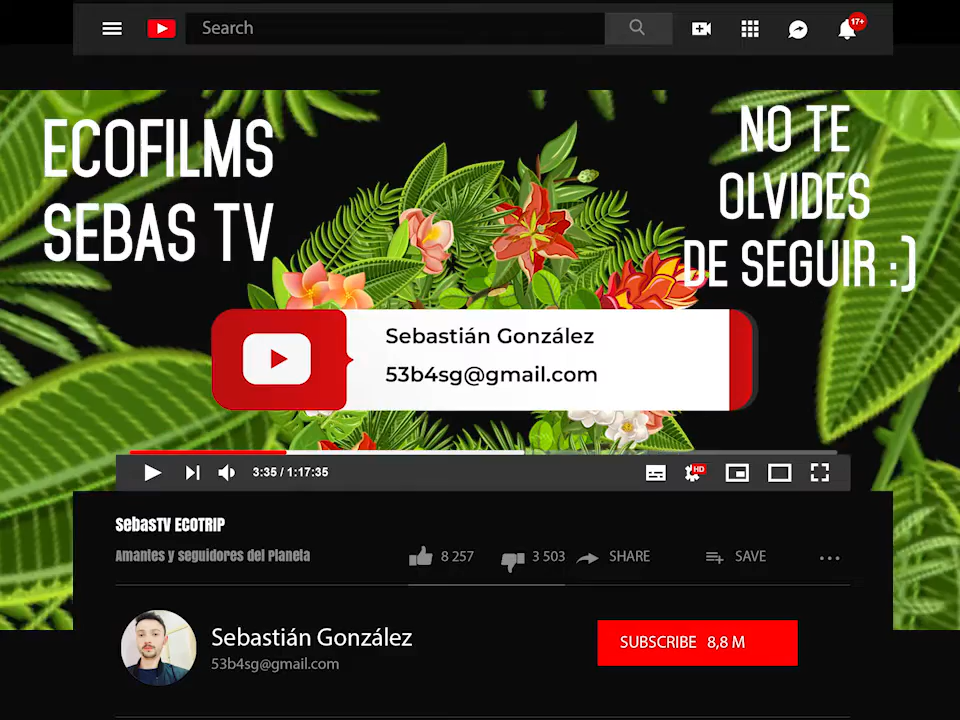 Search
17+
ECOFILMS
SEBAS TV
NO TE
OLVIDES
DE SEGUIR :)
Sebastián González
53b4sg@gmail.com
3:35 / 1:17:35
HD
SebasTV ECOTRIP
Amantes y seguidores del Planeta
8 257
3 503
SHARE
SAVE
Sebastián González
53b4sg@gmail.com
SUBSCRIBE 8,8 M